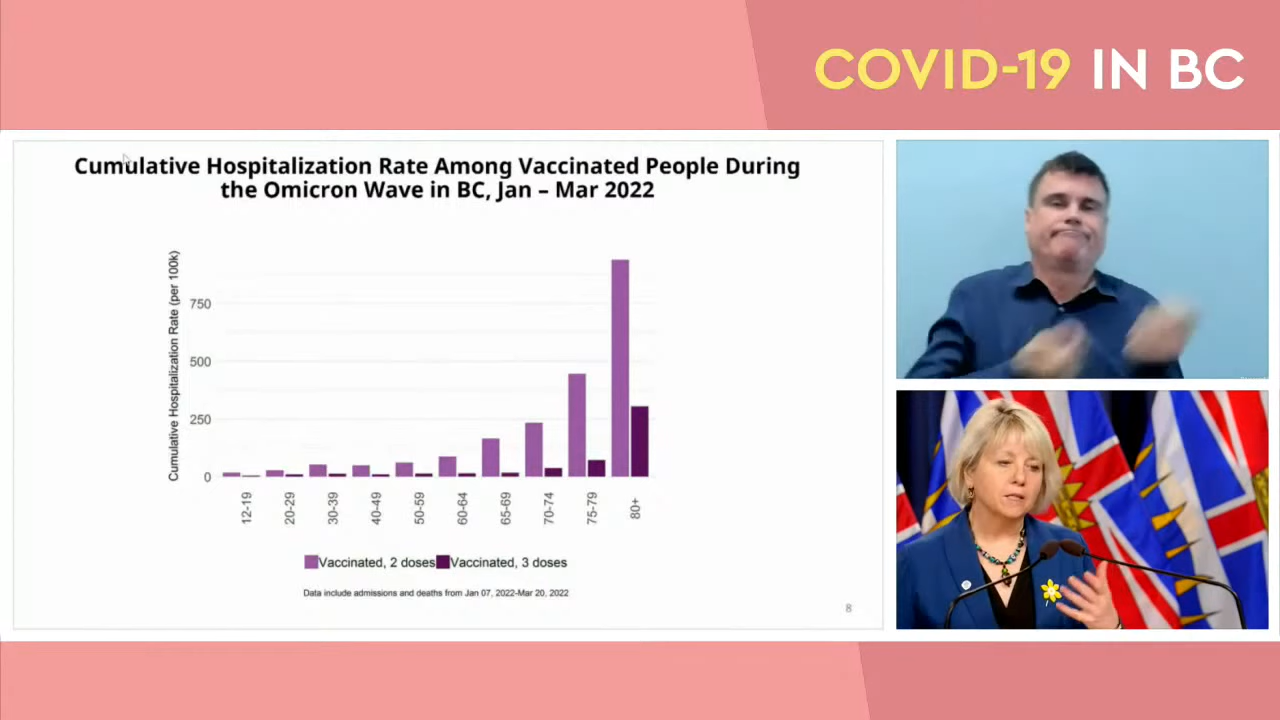 COVID-19 IN BC
Cumulative Hospitalization Rate Among Vaccinated People During
the Omicron Wave in BC, Jan – Mar 2022
Cumulative Hospitalization Rate (per 100k)
750
500
250
0
12-19
20-29
30-39
40-49
50-59
60-64
65-69
70-74
75-79
80+
Vaccinated, 2 doses Vaccinated, 3 doses
Data include admissions and deaths from Jan 07, 2022-Mar 20, 2022
8